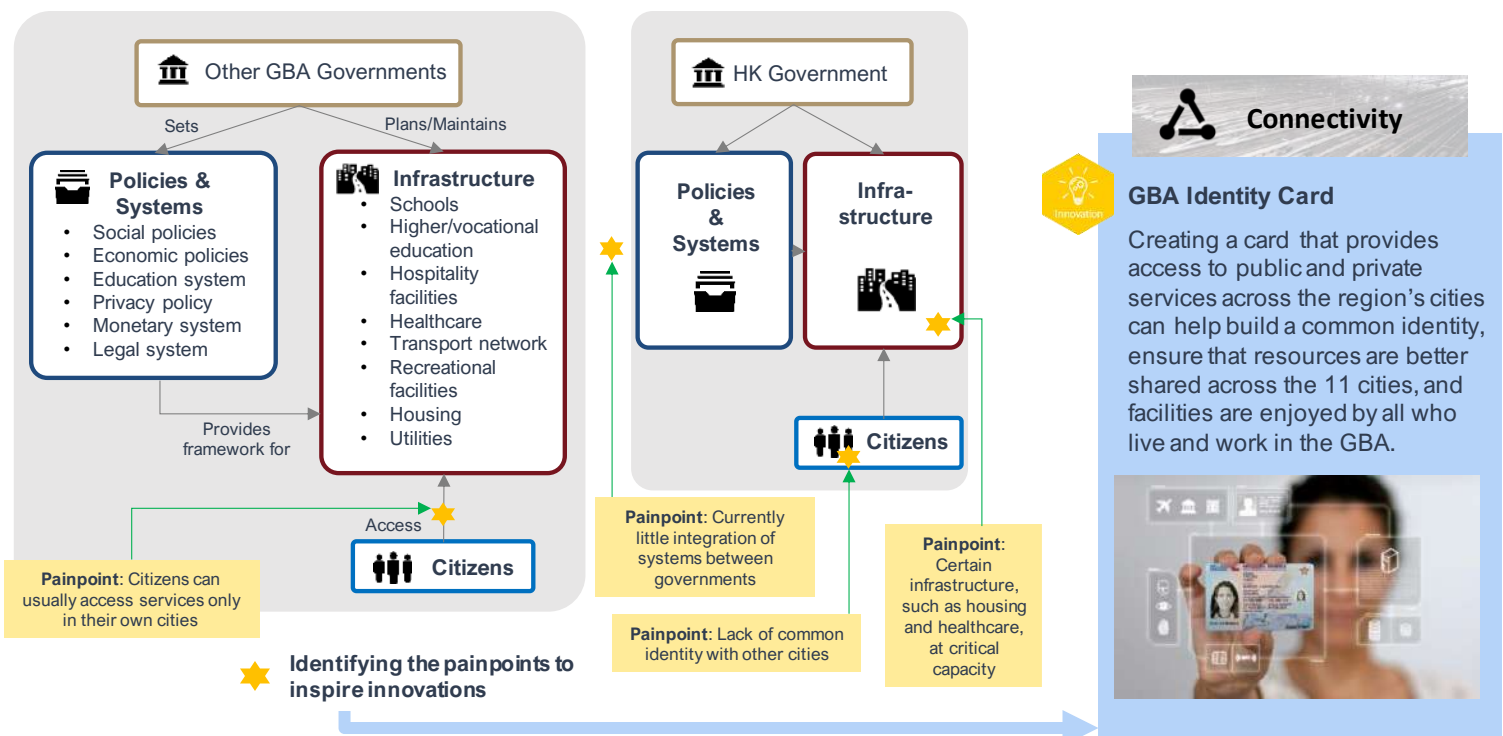 Other GBA Governments
Sets
Plans/Maintains
Policies &
Systems
• Social policies
• Economic policies
• Education system
• Privacy policy
• Monetary system
• Legal system
Infrastructure
• Schools
• Higher/vocational
education
• Hospitality
facilities
• Healthcare
• Transport network
• Recreational
facilities
• Housing
• Utilities
Provides
framework for
Access
Citizens
Painpoint: Citizens can
usually access services only
in their own cities
HK Government
Policies
&
Systems
Infra-
structure
Citizens
Painpoint: Currently
little integration of
systems between
governments
Painpoint: Lack of common
identity with other cities
Painpoint:
Certain
infrastructure,
such as housing
and healthcare,
at critical
capacity
Identifying the painpoints to
inspire innovations
Connectivity
Innovation
GBA Identity Card
Creating a card that provides
access to public and private
services across the region's cities
can help build a common identity,
ensure that resources are better
shared across the 11 cities, and
facilities are enjoyed by all who
live and work in the GBA.